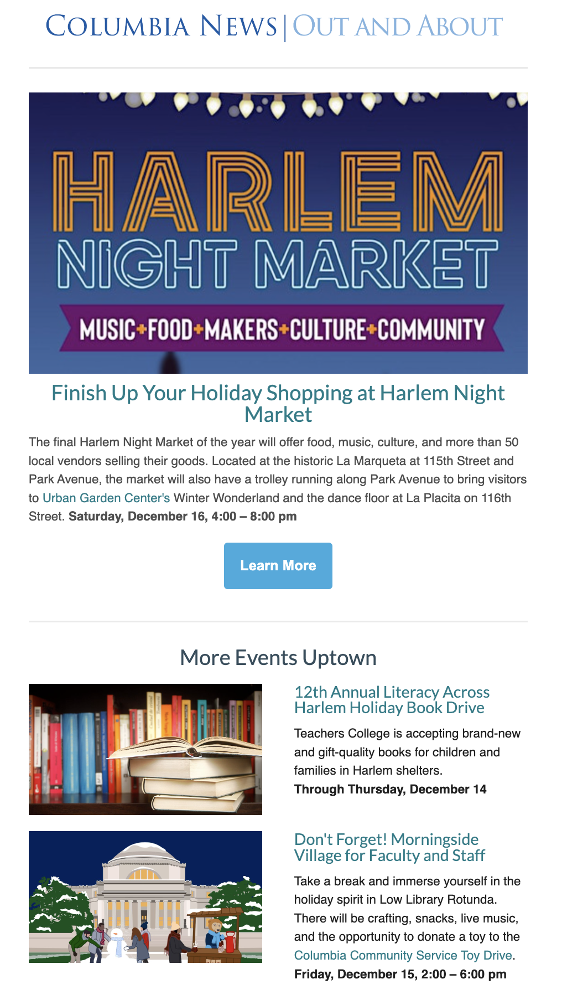 COLUMBIA NEWS | OUT AND ABOUT
HARLEM
NIGHT MARKET
MUSIC+FOOD+MAKERS+CULTURE+COMMUNITY
Finish Up Your Holiday Shopping at Harlem Night
Market
The final Harlem Night Market of the year will offer food, music, culture, and more than 50
local vendors selling their goods. Located at the historic La Marqueta at 115th Street and
Park Avenue, the market will also have a trolley running along Park Avenue to bring visitors
to Urban Garden Center's Winter Wonderland and the dance floor at La Placita on 116th
Street. Saturday, December 16, 4:00 – 8:00 pm
Learn More
More Events Uptown
12th Annual Literacy Across
Harlem Holiday Book Drive
Teachers College is accepting brand-new
and gift-quality books for children and
families in Harlem shelters.
Through Thursday, December 14
Don't Forget! Morningside
Village for Faculty and Staff
Take a break and immerse yourself in the
holiday spirit in Low Library Rotunda.
There will be crafting, snacks, live music,
and the opportunity to donate a toy to the
Columbia Community Service Toy Drive.
Friday, December 15, 2:00 – 6:00 pm